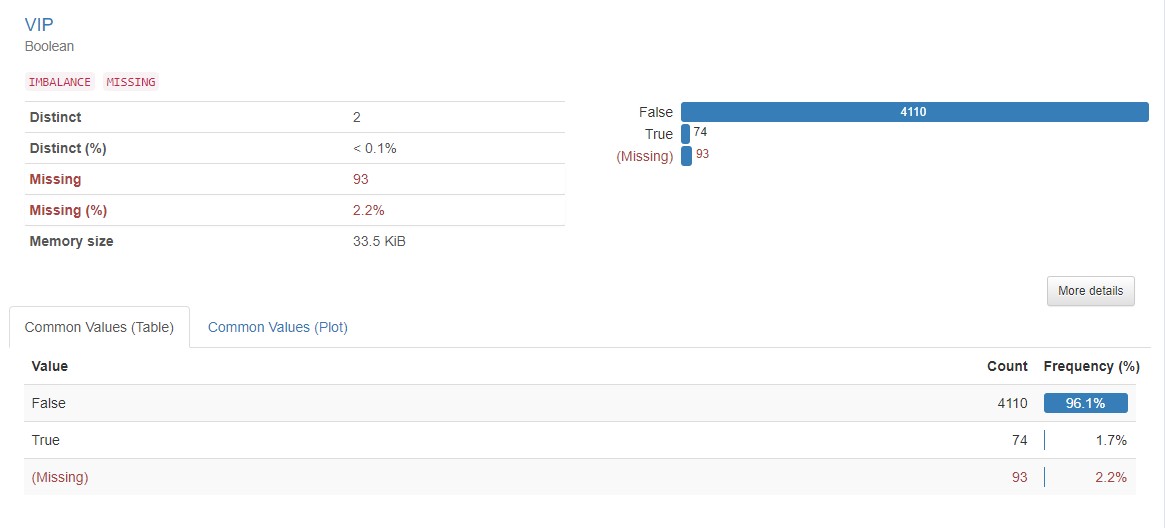 VIP
Boolean
IMBALANCE MISSING
Distinct 2
Distinct (%) < 0.1%
Missing 93
Missing (%) 2.2%
Memory size 33.5 KiB
False 4110
True 74
(Missing) 93
More details
Common Values (Table) Common Values (Plot)
Value Count Frequency (%)
False 4110 96.1%
True 74 1.7%
(Missing) 93 2.2%